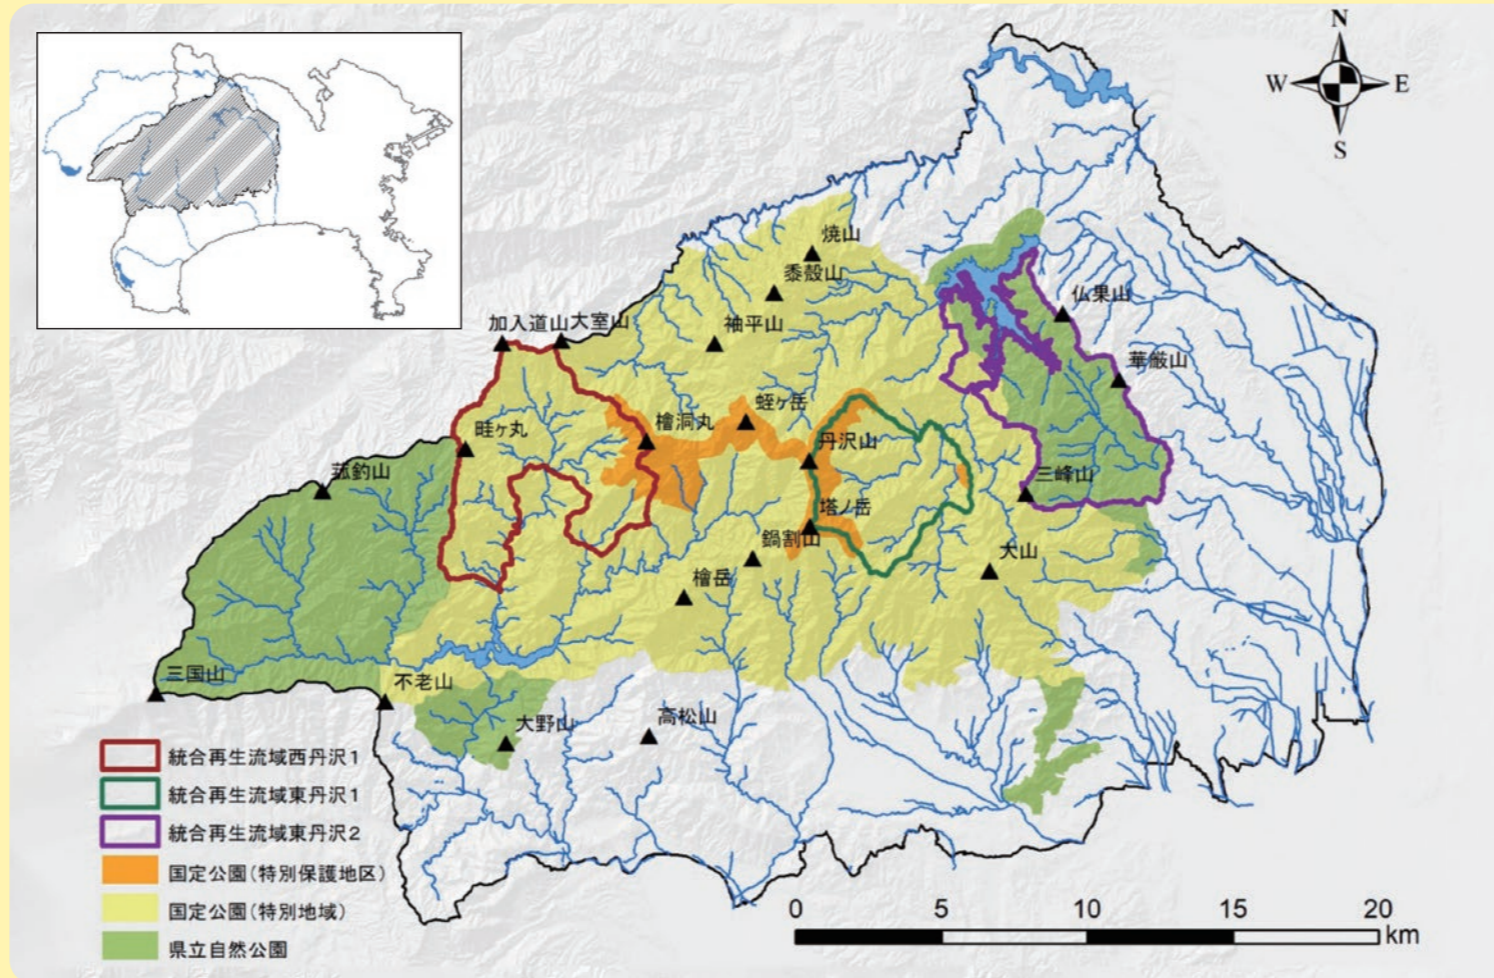 N
W
E
S
焼山
黍殻山
仏果山
加入道山
大室山
袖平山
華厳山
蛭ヶ岳
檜洞丸
畦ヶ丸
丹沢山
菰釣山
三峰山
塔ノ岳
鍋割山
大山
檜岳
三国山
不老山
大野山
高松山
統合再生流域西丹沢1
統合再生流域東丹沢1
統合再生流域東丹沢2
国定公園(特別保護地区)
国定公園(特別地域)
県立自然公園
0 5 10 15 20
km